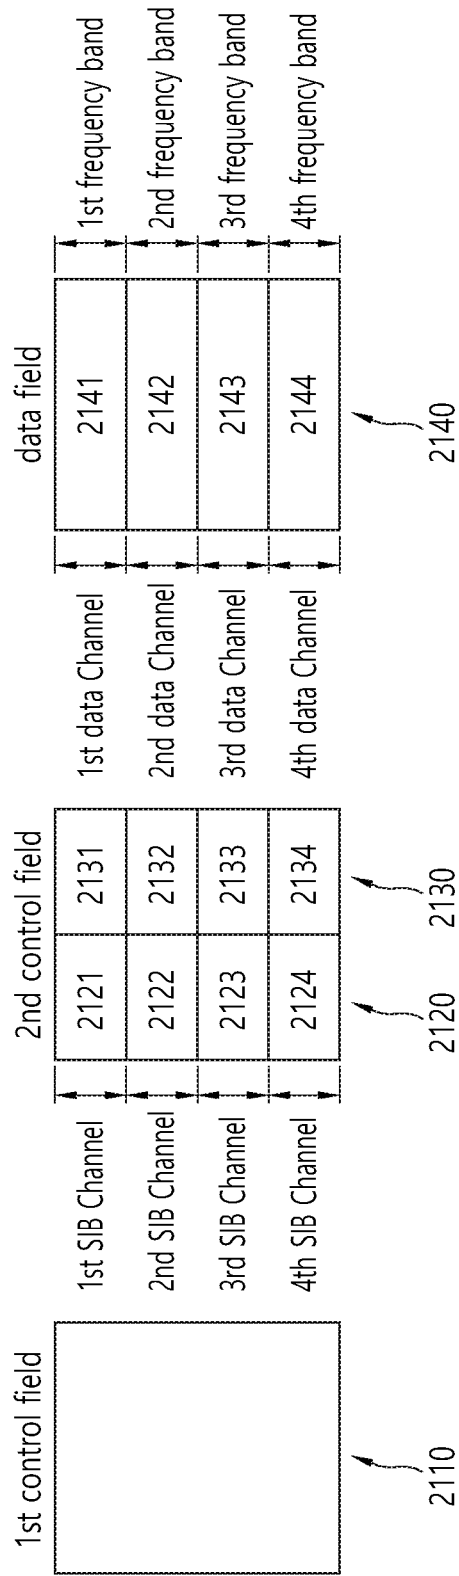 1st control field
2110
1st SIB Channel
2nd SIB Channel
3rd SIB Channel
4th SIB Channel
2nd control field
2121
2131
2122
2132
2123
2133
2124
2134
2120
2130
1st data Channel
2nd data Channel
3rd data Channel
4th data Channel
data field
2141
2142
2143
2144
2140
1st frequency band
2nd frequency band
3rd frequency band
4th frequency band